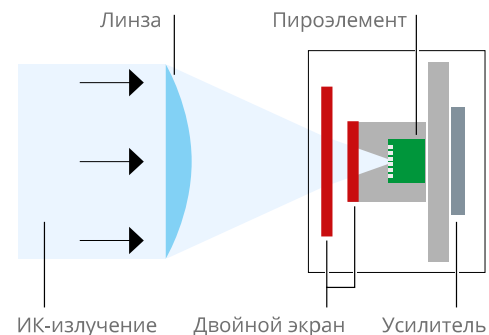 Линза
Пироэлемент
ИК-излучение
Двойной экран
Усилитель